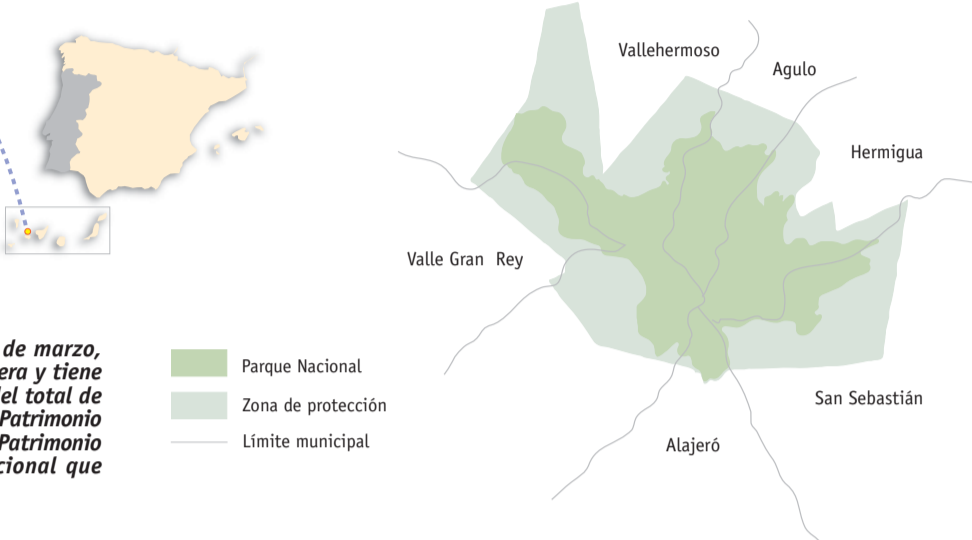 Vallehermoso
Agulo
Hermigua
Valle Gran Rey
San Sebastián
Alajeró
de marzo,
era y tiene
del total de
Patrimonio
Patrimonio
cional que
Parque Nacional
Zona de protección
Límite municipal